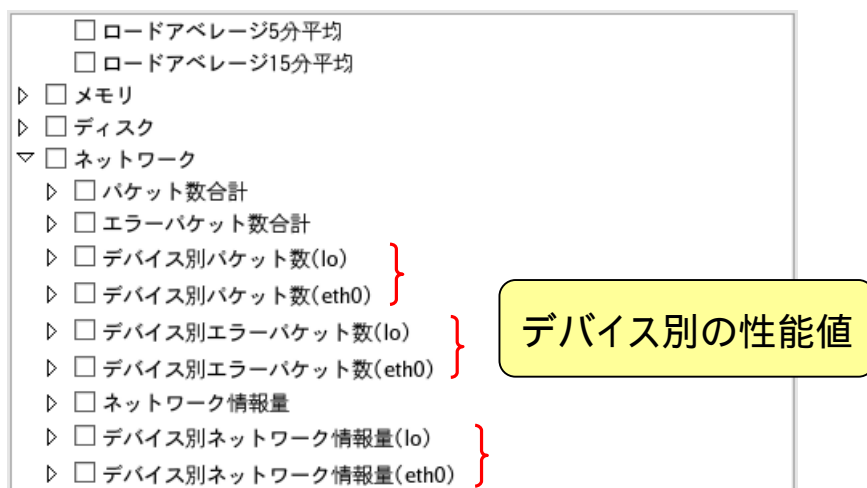 ロードアベレージ5分平均
ロードアベレージ15分平均
メモリ
ディスク
ネットワーク
パケット数合計
エラーパケット数合計
デバイス別パケット数(lo)
デバイス別パケット数(eth0)
デバイス別エラーパケット数(lo)
デバイス別エラーパケット数(eth0)
ネットワーク情報量
デバイス別ネットワーク情報量(lo)
デバイス別ネットワーク情報量(eth0)
デバイス別の性能値